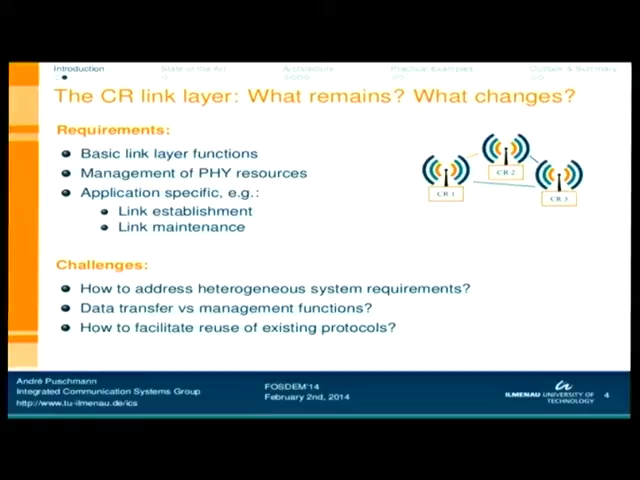 Introduction
State of the Art
Architecture
Practical Examples
Outlook & Summary
The CR link layer: What remains? What changes?
Requirements:
Basic link layer functions
Management of PHY resources
Application specific, e.g.:
Link establishment
Link maintenance
CR 1
CR 2
CR 3
Challenges:
How to address heterogeneous system requirements?
Data transfer vs management functions?
How to facilitate reuse of existing protocols?
André Puschmann
Integrated Communication Systems Group
http://www.tu-ilmenau.de/ics
FOSDEM'14
February 2nd, 2014
ILMENAU UNIVERSITY OF
TECHNOLOGY
4